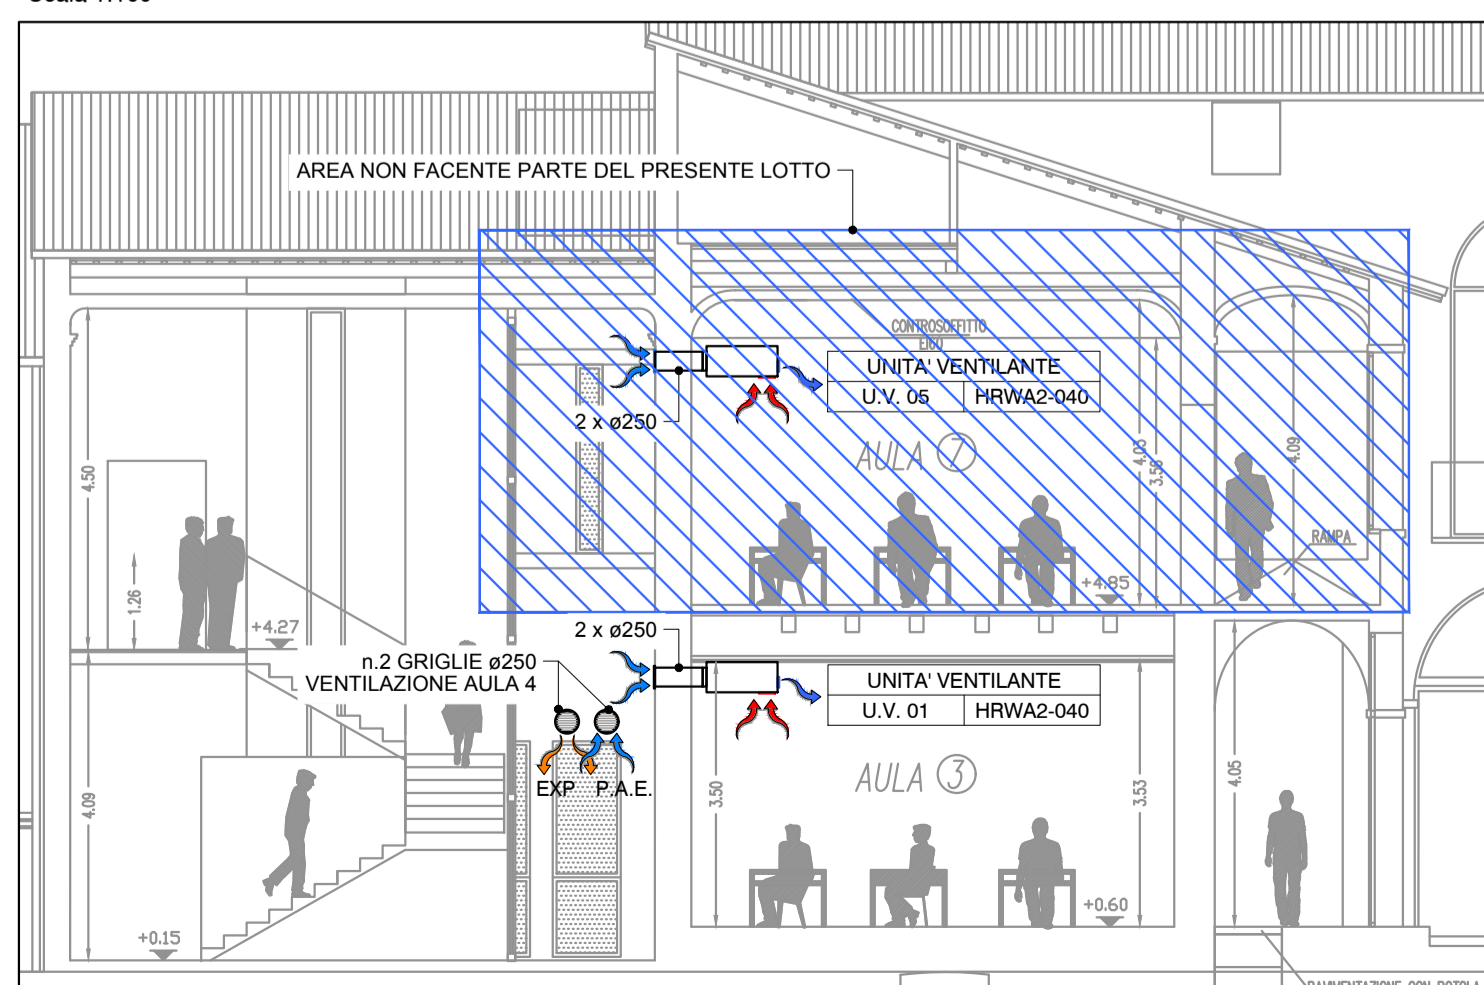 AREA NON FACENTE PARTE DEL PRESENTE LOTTO
CONTROSOFFITTO
UNITA' VENTILANTE
U.V. 05 HRWA2-040
2 x ø250
AULA 7
4.50
4.03
3.58
4.09
RAMPA
1.26
+4.85
+4.27
2 x ø250
n.2 GRIGLIE ø250
VENTILAZIONE AULA 4
UNITA' VENTILANTE
U.V. 01 HRWA2-040
EXP P.A.E.
AULA 3
4.09
3.50
3.53
4.05
+0.60
+0.15